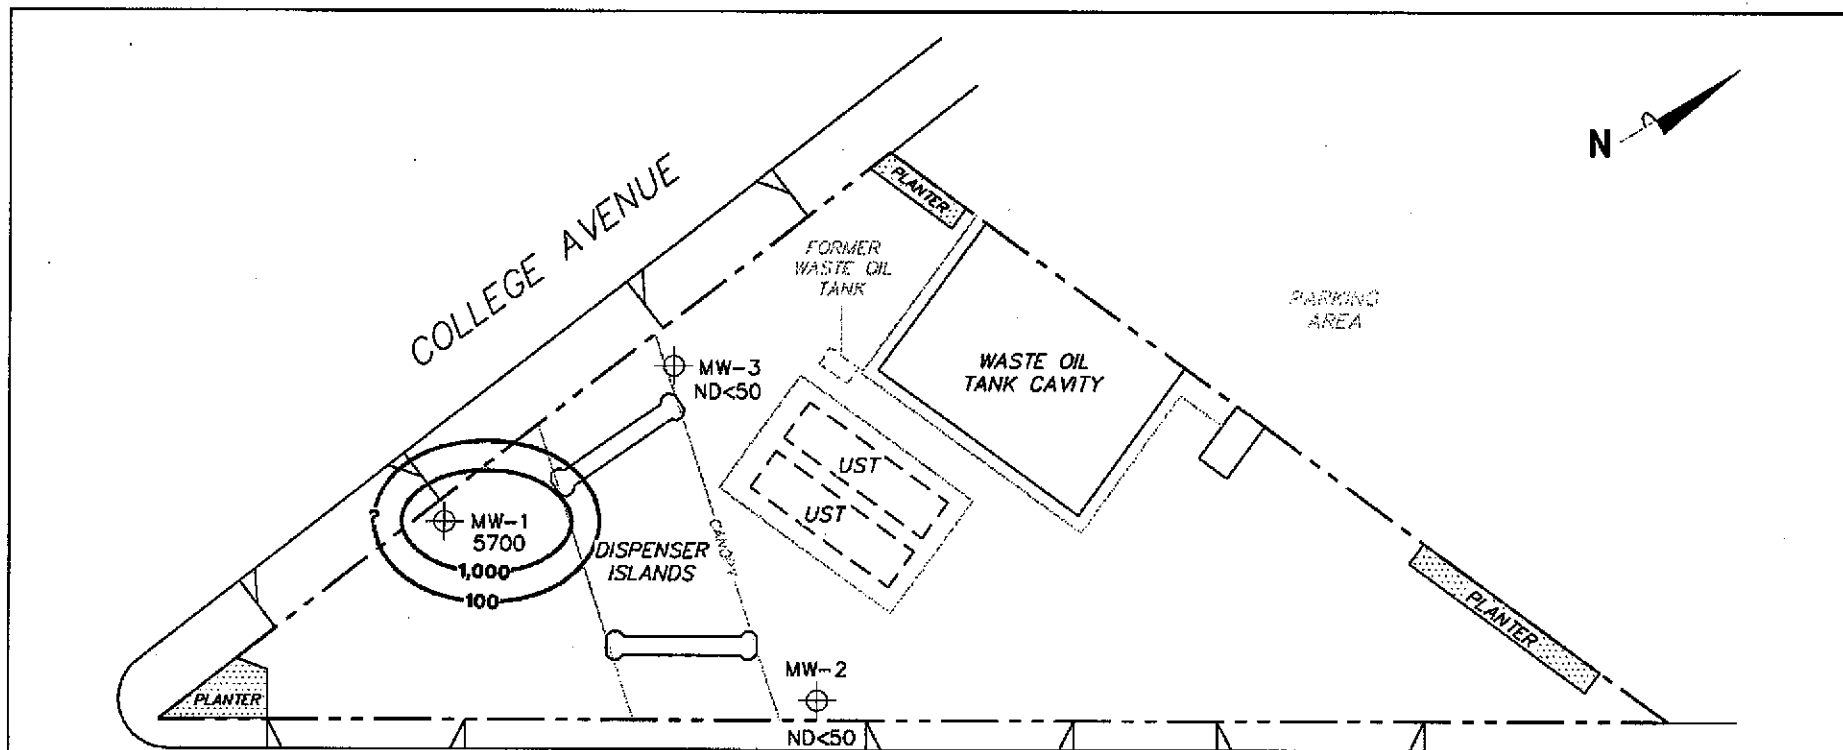 N
COLLEGE AVENUE
PLANTER
FORMER
WASTE OIL
TANK
PARKING
AREA
WASTE OIL
TANK CAVITY
MW-3
ND<50
UST
UST
?
MW-1
5700
1,000
100
DISPENSER
ISLANDS
CANOPY
PLANTER
MW-2
ND<50
PLANTER